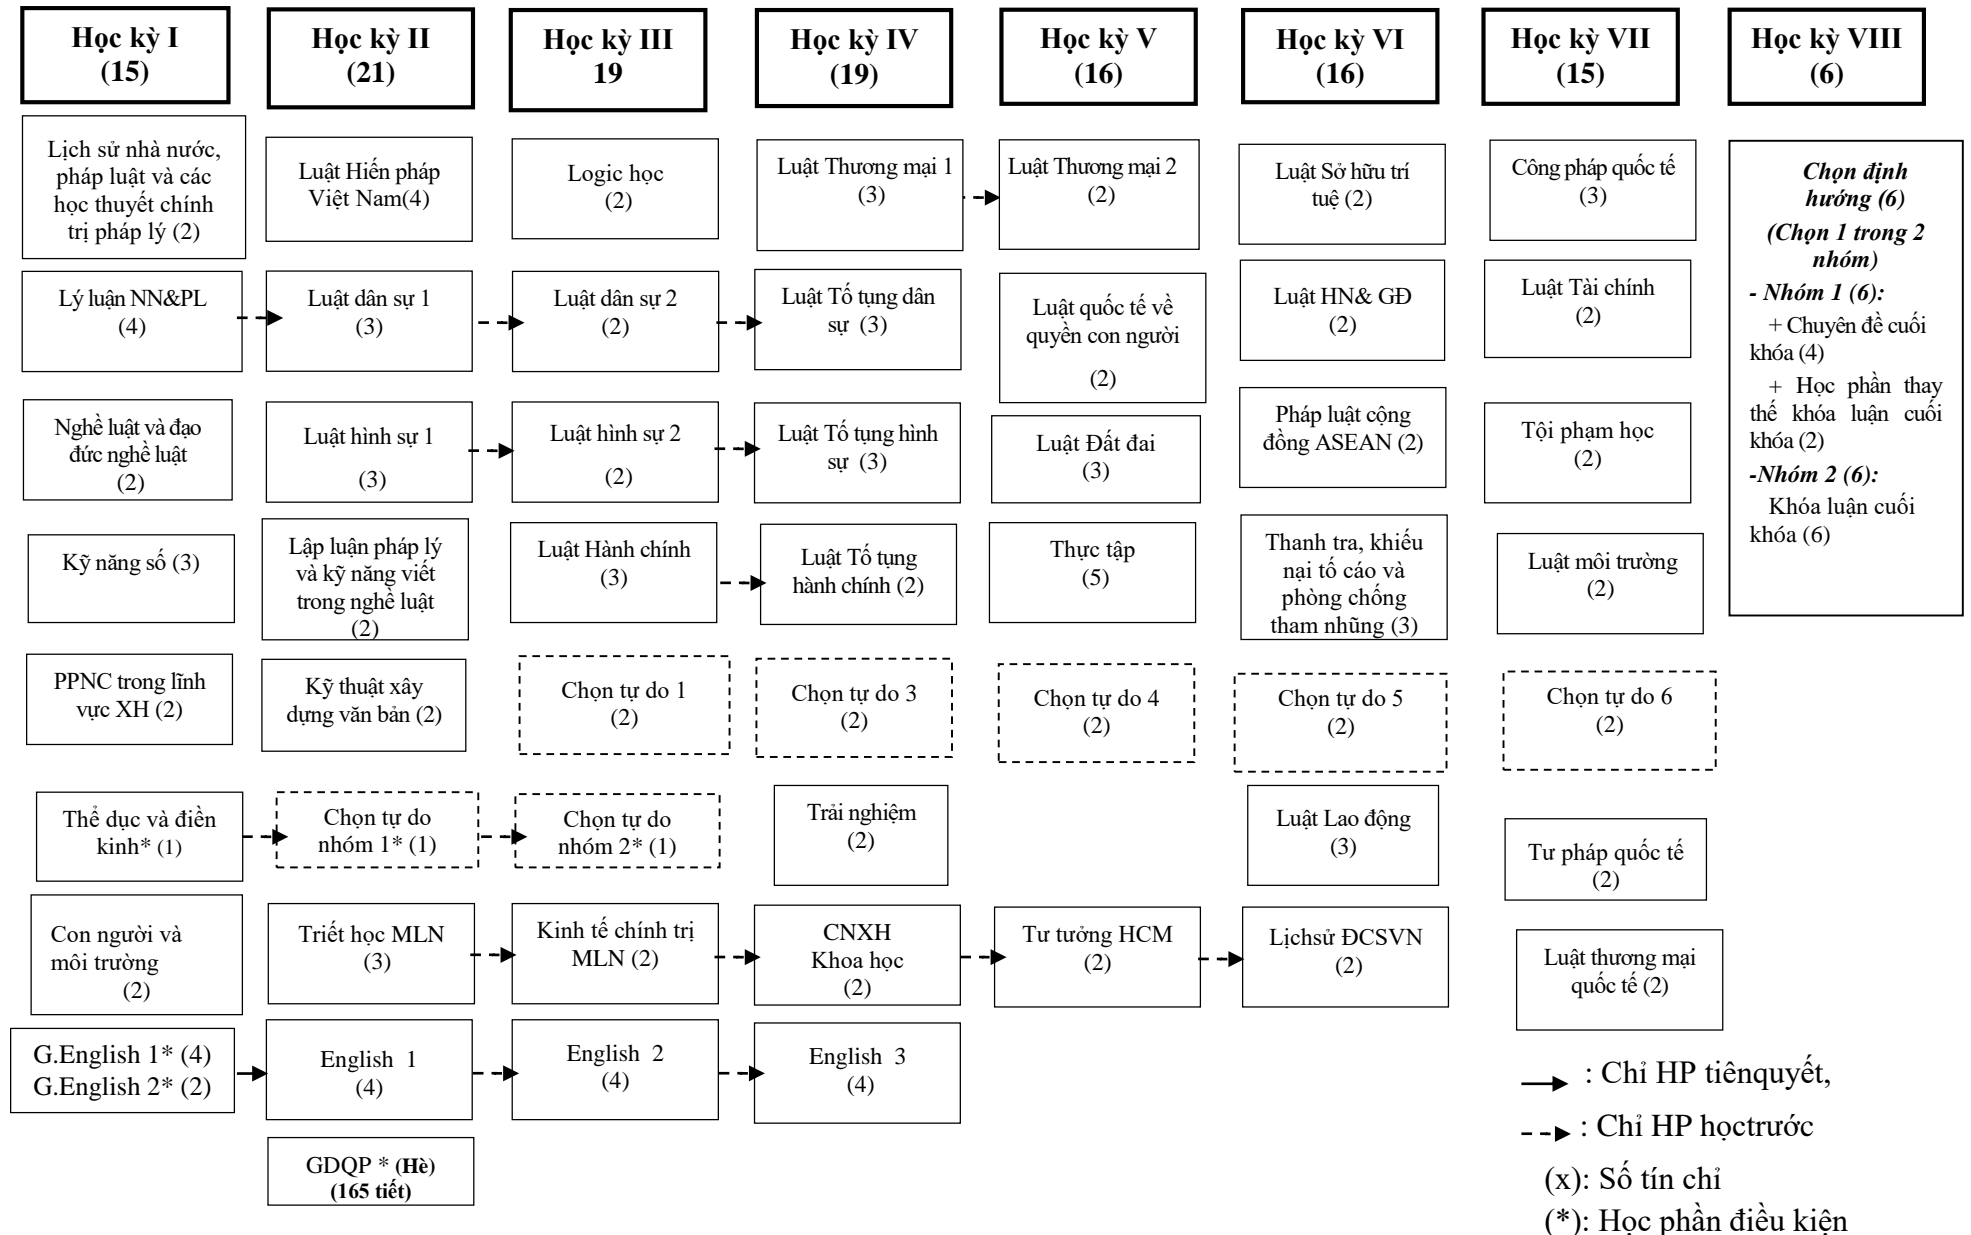 Học kỳ I
(15)
Học kỳ II
(21)
Học kỳ III
19
Học kỳ IV
(19)
Học kỳ V
(16)
Học kỳ VI
(16)
Học kỳ VII
(15)
Học kỳ VIII
(6)
Lịch sử nhà nước,
pháp luật và các
học thuyết chính
trị pháp lý (2)
Luật Hiến pháp
Việt Nam(4)
Logic học
(2)
Luật Thương mại 1
(3)
Luật Thương mại 2
(2)
Luật Sở hữu trí
tuệ (2)
Công pháp quốc tế
(3)
Chọn định
hướng (6)
(Chọn 1 trong 2
nhóm)
- Nhóm 1 (6):
+ Chuyên đề cuối
khóa (4)
+ Học phần thay
thế khóa luận cuối
khóa (2)
-Nhóm 2 (6):
Khóa luận cuối
khóa (6)
Lý luận NN&PL
(4)
Luật dân sự 1
(3)
Luật dân sự 2
(2)
Luật Tố tụng dân
sự (3)
Luật quốc tế về
quyền con người
(2)
Luật HN& GĐ
(2)
Luật Tài chính
(2)
Nghề luật và đạo
đức nghề luật
(2)
Luật hình sự 1
(3)
Luật hình sự 2
(2)
Luật Tố tụng hình
sự (3)
Luật Đất đai
(3)
Pháp luật cộng
đồng ASEAN (2)
Tội phạm học
(2)
Kỹ năng số (3)
Lập luận pháp lý
và kỹ năng viết
trong nghề luật
(2)
Luật Hành chính
(3)
Luật Tố tụng
hành chính (2)
Thực tập
(5)
Thanh tra, khiếu
nại tố cáo và
phòng chống
tham nhũng (3)
Luật môi trường
(2)
PPNC trong lĩnh
vực XH (2)
Kỹ thuật xây
dựng văn bản (2)
Chọn tự do 1
(2)
Chọn tự do 3
(2)
Chọn tự do 4
(2)
Chọn tự do 5
(2)
Chọn tự do 6
(2)
Thể dục và điền
kinh* (1)
Chọn tự do
nhóm 1* (1)
Chọn tự do
nhóm 2* (1)
Trải nghiệm
(2)
Luật Lao động
(3)
Tư pháp quốc tế
(2)
Con người và
môi trường
(2)
Triết học MLN
(3)
Kinh tế chính trị
MLN (2)
CNXH
Khoa học
(2)
Tư tưởng HCM
(2)
Lịchsử ĐCSVN
(2)
Luật thương mại
quốc tế (2)
G.English 1* (4)
G.English 2* (2)
English 1
(4)
English 2
(4)
English 3
(4)
GDQP * (Hè)
(165 tiết)
: Chỉ HP tiênquyết,
: Chỉ HP họctrước
(x): Số tín chỉ
(*): Học phần điều kiện